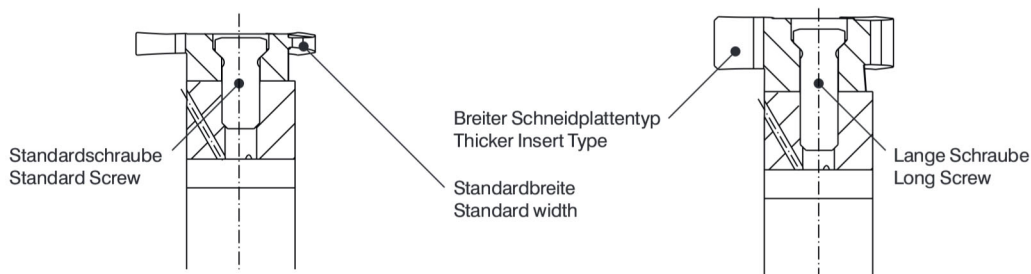 Standardschraube
Standard Screw
Standardbreite
Standard width
Breiter Schneidplattentyp
Thicker Insert Type
Lange Schraube
Long Screw